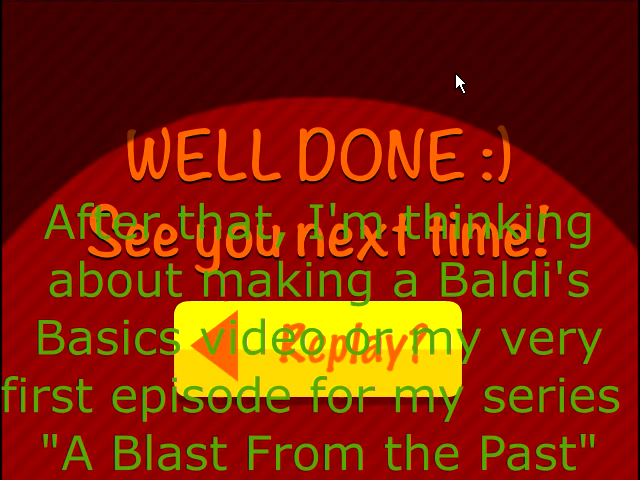 WELL DONE :)
See you next time!
Replay?
After that, I'm thinking
about making a Baldi's
Basics video or my very
first episode for my series
"A Blast From the Past"